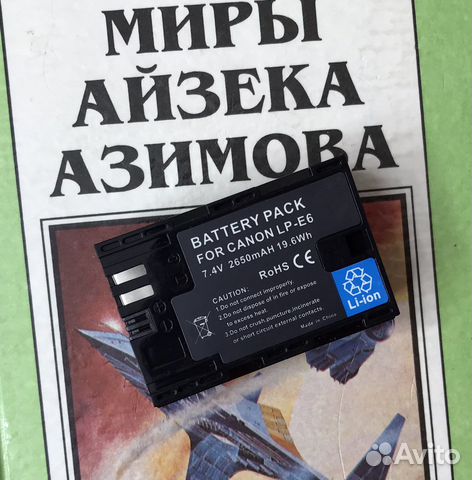 МИРЫ
АЙЗЕКА
АЗИМОВА
BATTERY PACK
FOR CANON LP-E6
7.4V 2650mAH 19.6Wh
RoHS CE
CAUTION:
1.Do not connect improperly
2.Do not dispose in of fire or expose
to excess heat
3.Do not crush,puncture,incinerate
or short circuit external contacts.
Made in China
Li-ion
Avito